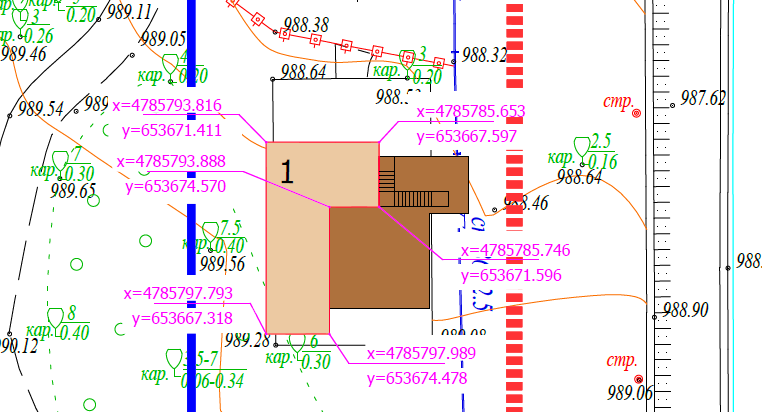 989.11
988.38
3
0.20
0.26
989.05
989.46
4
кар.
0.20
988.64
3
кар.
0.20
988.32
989.54
x=4785793.816
y=653671.411
x=4785785.653
y=653667.597
стр.
987.62
7
кар.
0.30
989.65
x=4785793.888
y=653674.570
1
2.5
кар.
0.16
988.64
988.46
7.5
кар.
0.40
989,56
x=4785785.746
y=653671.596
2.5
x=4785797.793
y=653667.318
8
кар.
0.40
988.90
989.28
6
кар.
0.30
x=4785797.989
y=653674.478
кар.
0.06-0.34
стр.
989.06